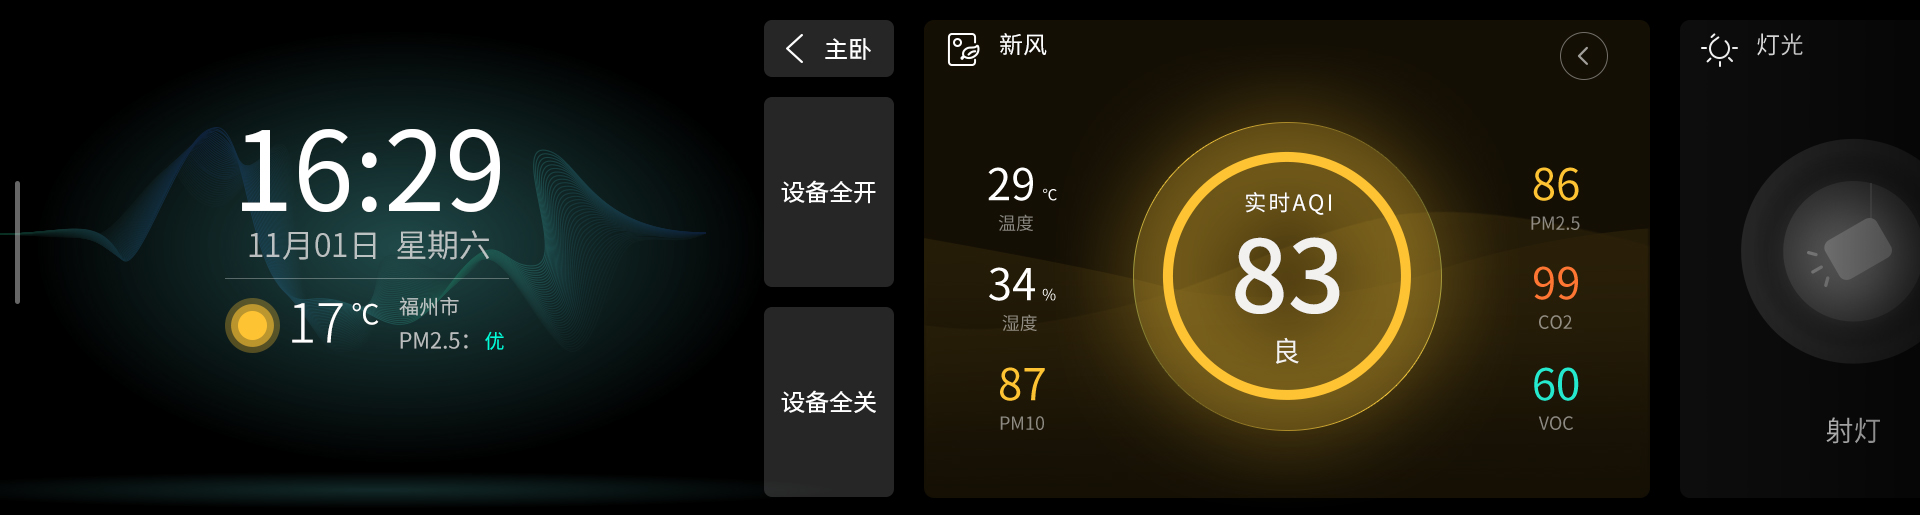 16:29
11月01日 星期六
17℃
福州市
PM2.5：优
主卧
设备全开
设备全关
新风
29 ℃
温度
34 %
湿度
87
PM10
实时AQI
83
良
86
PM2.5
99
CO2
60
VOC
灯光
射灯